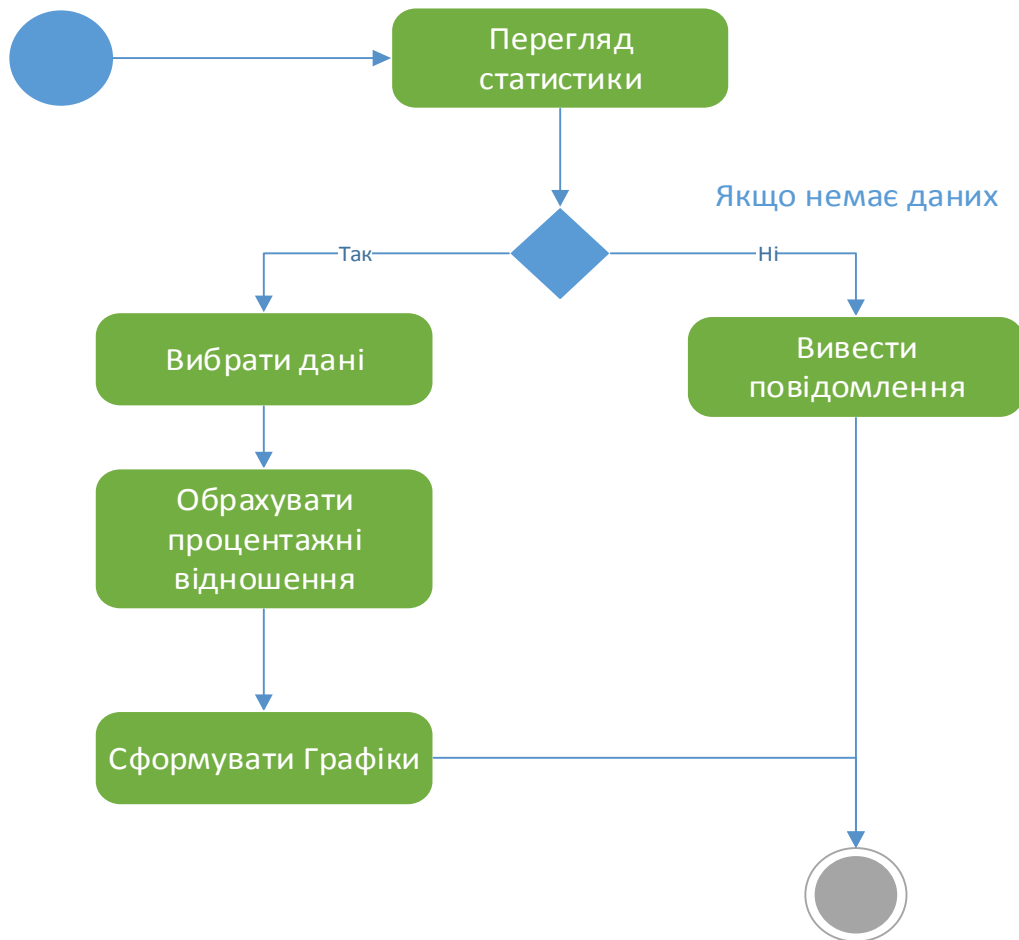 Перегляд
статистики
Якщо немає даних
Так
Ні
Вибрати дані
Вивести
повідомлення
Обрахувати
процентажні
відношення
Сформувати Графіки